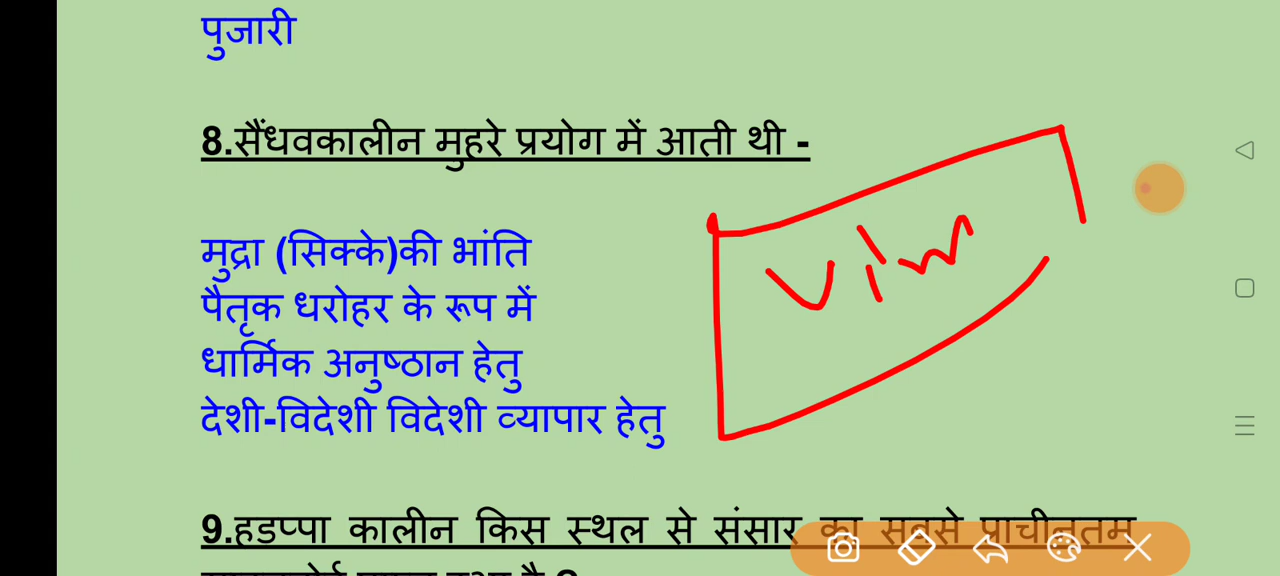 पुजारी
8.सैंधवकालीन मुहरे प्रयोग में आती थी -
मुद्रा (सिक्के)की भांति
पैतृक धरोहर के रूप में
धार्मिक अनुष्ठान हेतु
देशी-विदेशी विदेशी व्यापार हेतु
9.हडप्पा कालीन किस स्थल से संसार का सबसे प्राचीनतम